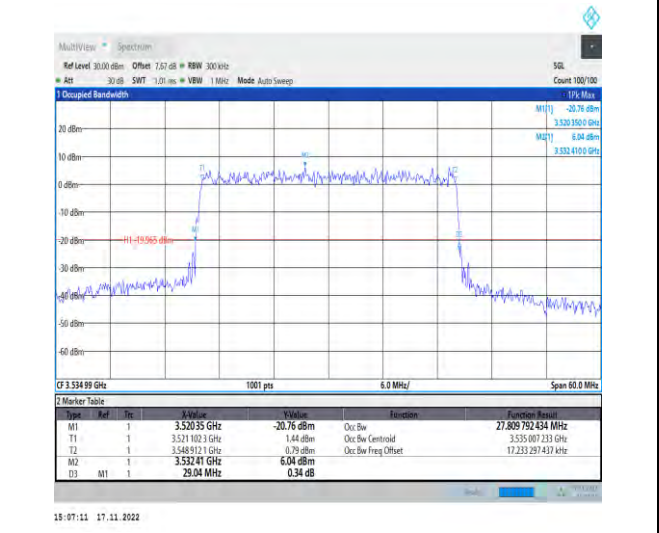 MultiView Spectrum
Ref Level 30.00 dBm Offset 7.67 dB RBW 300 kHz SGL
Att 30 dB SWT 1.01 ms VBW 1 MHz Mode Auto Sweep Count 100/100
1 Occupied Bandwidth 1Pk Max
M1[1] -20.76 dBm
3.520 350 0 GHz
M2[1] 6.04 dBm
3.532 410 0 GHz
20 dBm
10 dBm
M2
T1 T2
0 dBm
-10 dBm
M1
-20 dBm H1 -19.963 dBm D3
-30 dBm
-40 dBm
-50 dBm
-60 dBm
CF 3.534 99 GHz 1001 pts 6.0 MHz/ Span 60.0 MHz
2 Marker Table
Type Ref Trc X-Value Y-Value Function Function Result
M1 1 3.520 35 GHz -20.76 dBm Occ Bw 27.809 792 434 MHz
T1 1 3.521 102 3 GHz 1.44 dBm Occ Bw Centroid 3.535 007 233 GHz
T2 1 3.548 912 1 GHz 0.79 dBm Occ Bw Freq Offset 17.233 297 437 kHz
M2 1 3.532 41 GHz 6.04 dBm
D3 M1 1 29.04 MHz 0.34 dB
15:07:11 17.11.2022